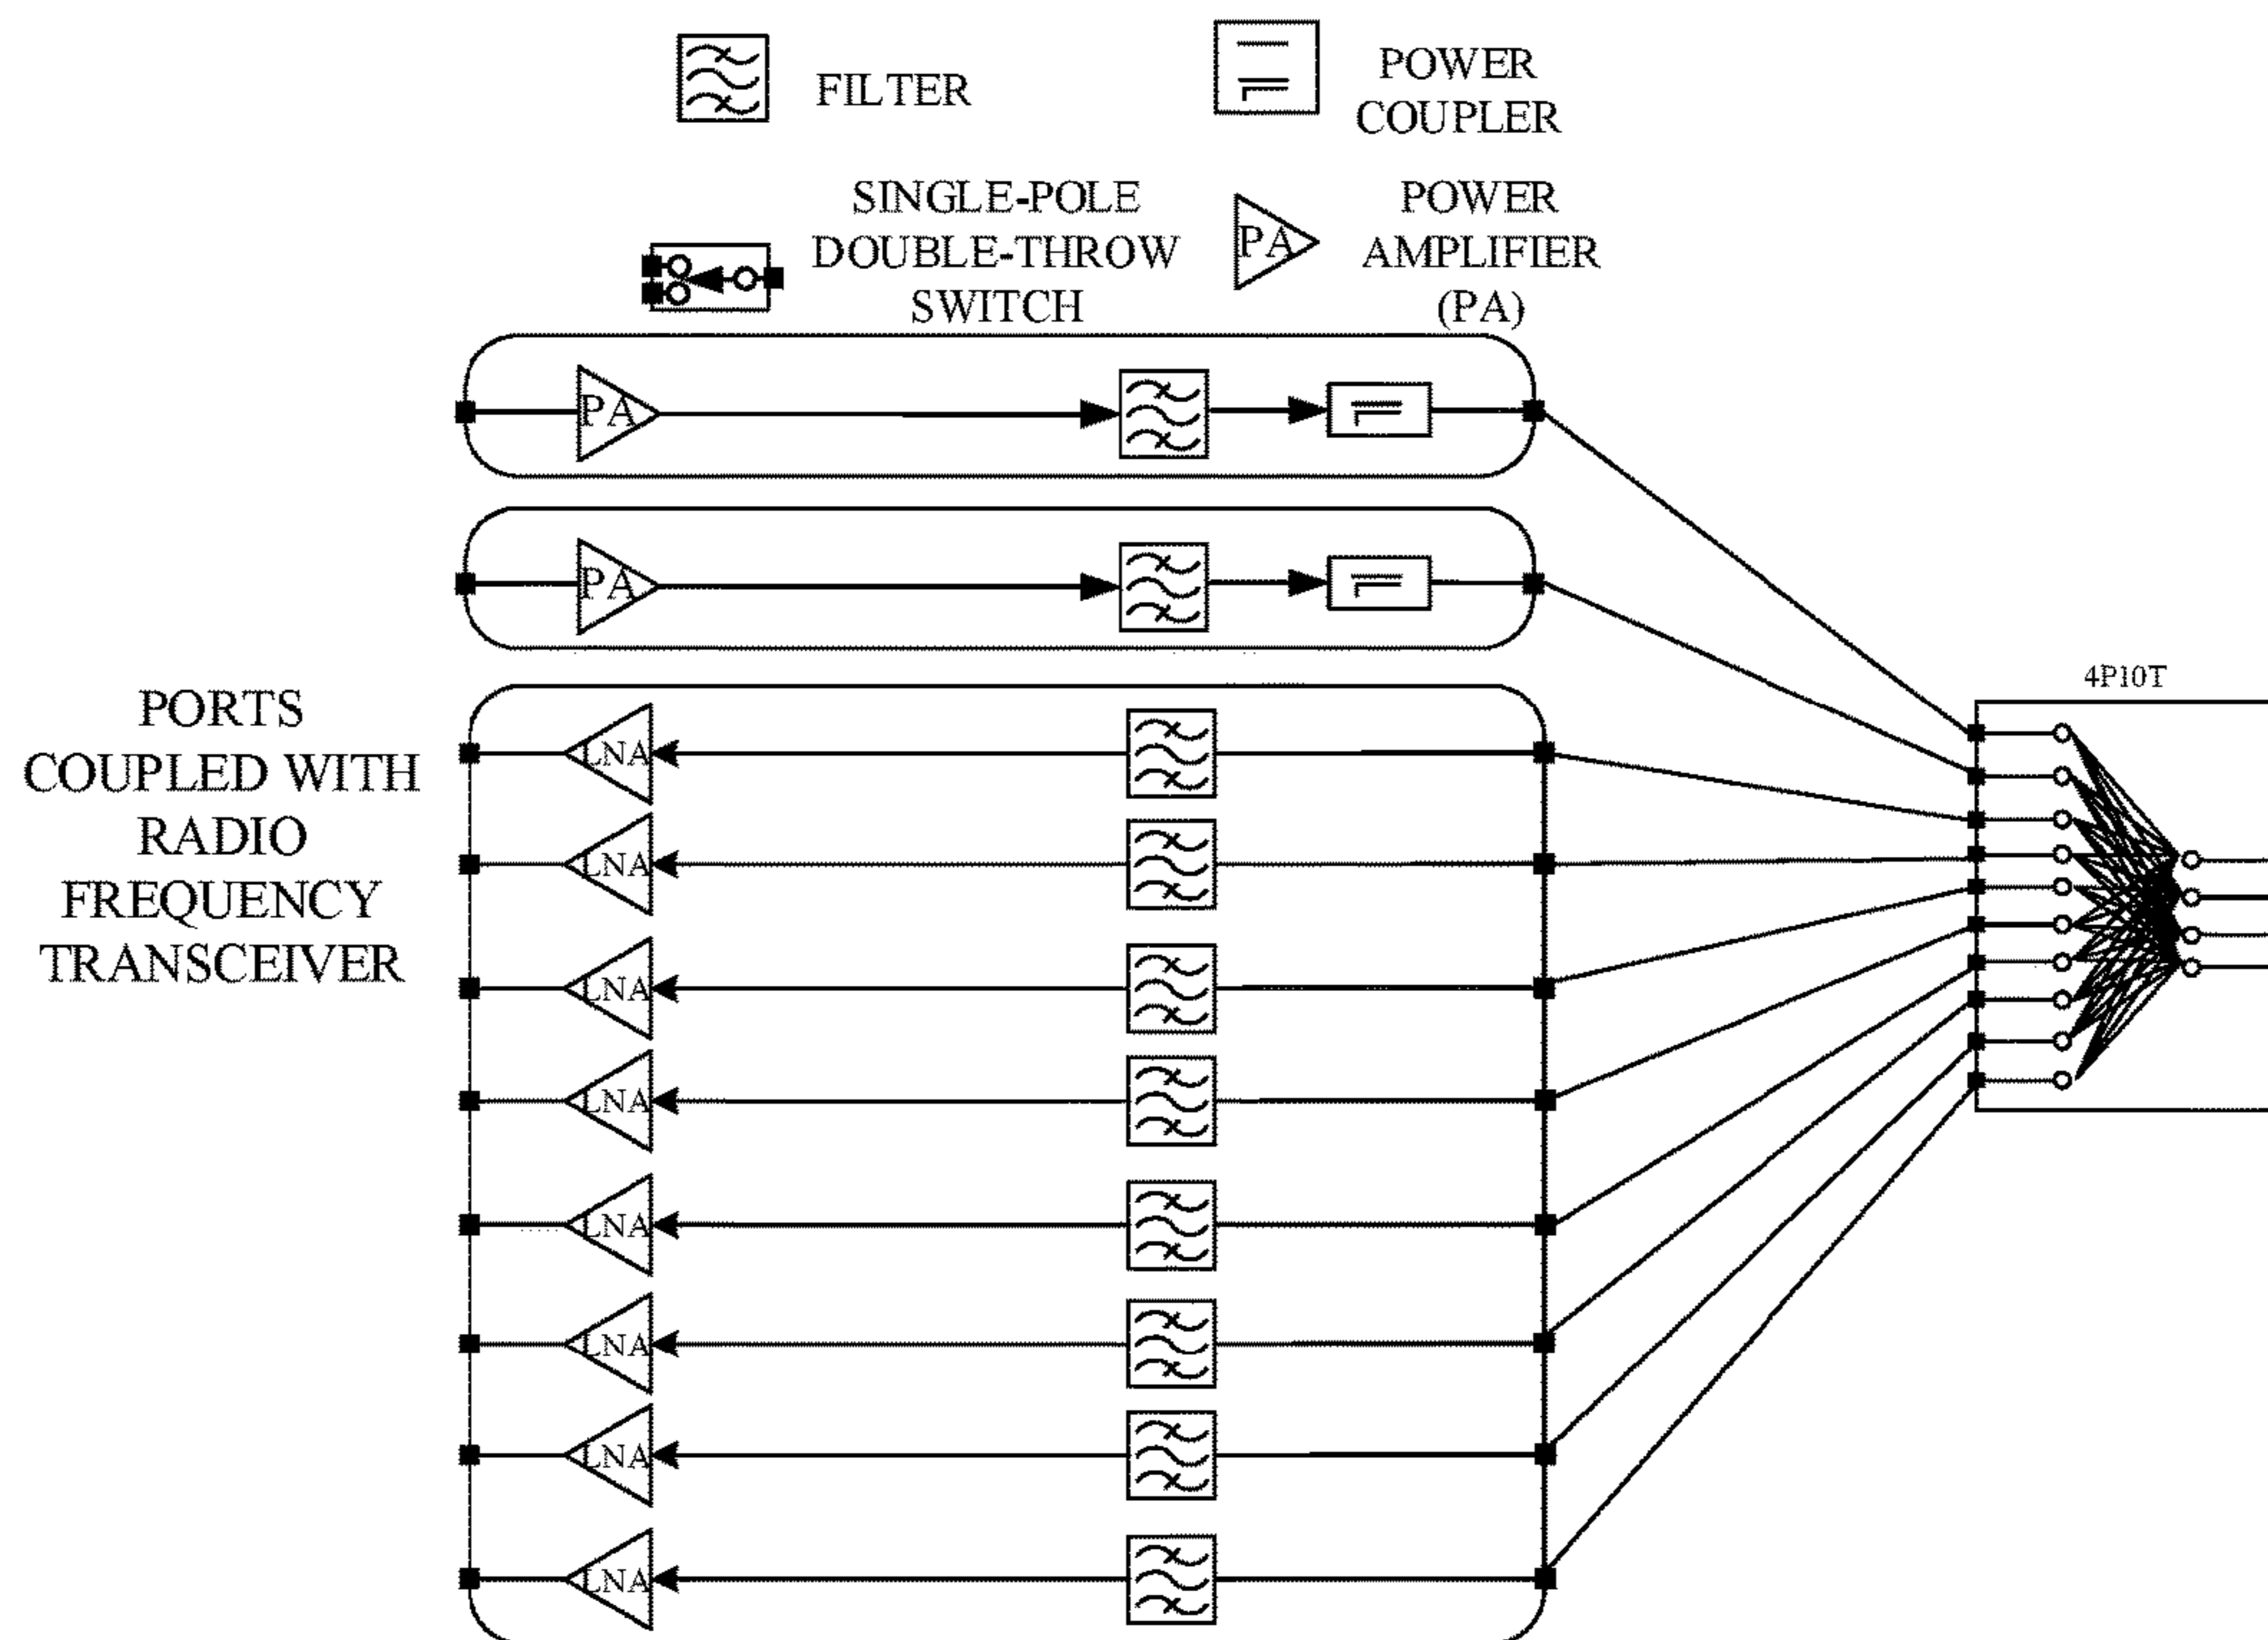 FILTER
POWER
COUPLER
SINGLE-POLE
DOUBLE-THROW
SWITCH
POWER
AMPLIFIER
(PA)
PA
PA
PA
PORTS
COUPLED WITH
RADIO
FREQUENCY
TRANSCEIVER
4P10T
LNA
LNA
LNA
LNA
LNA
LNA
LNA
LNA